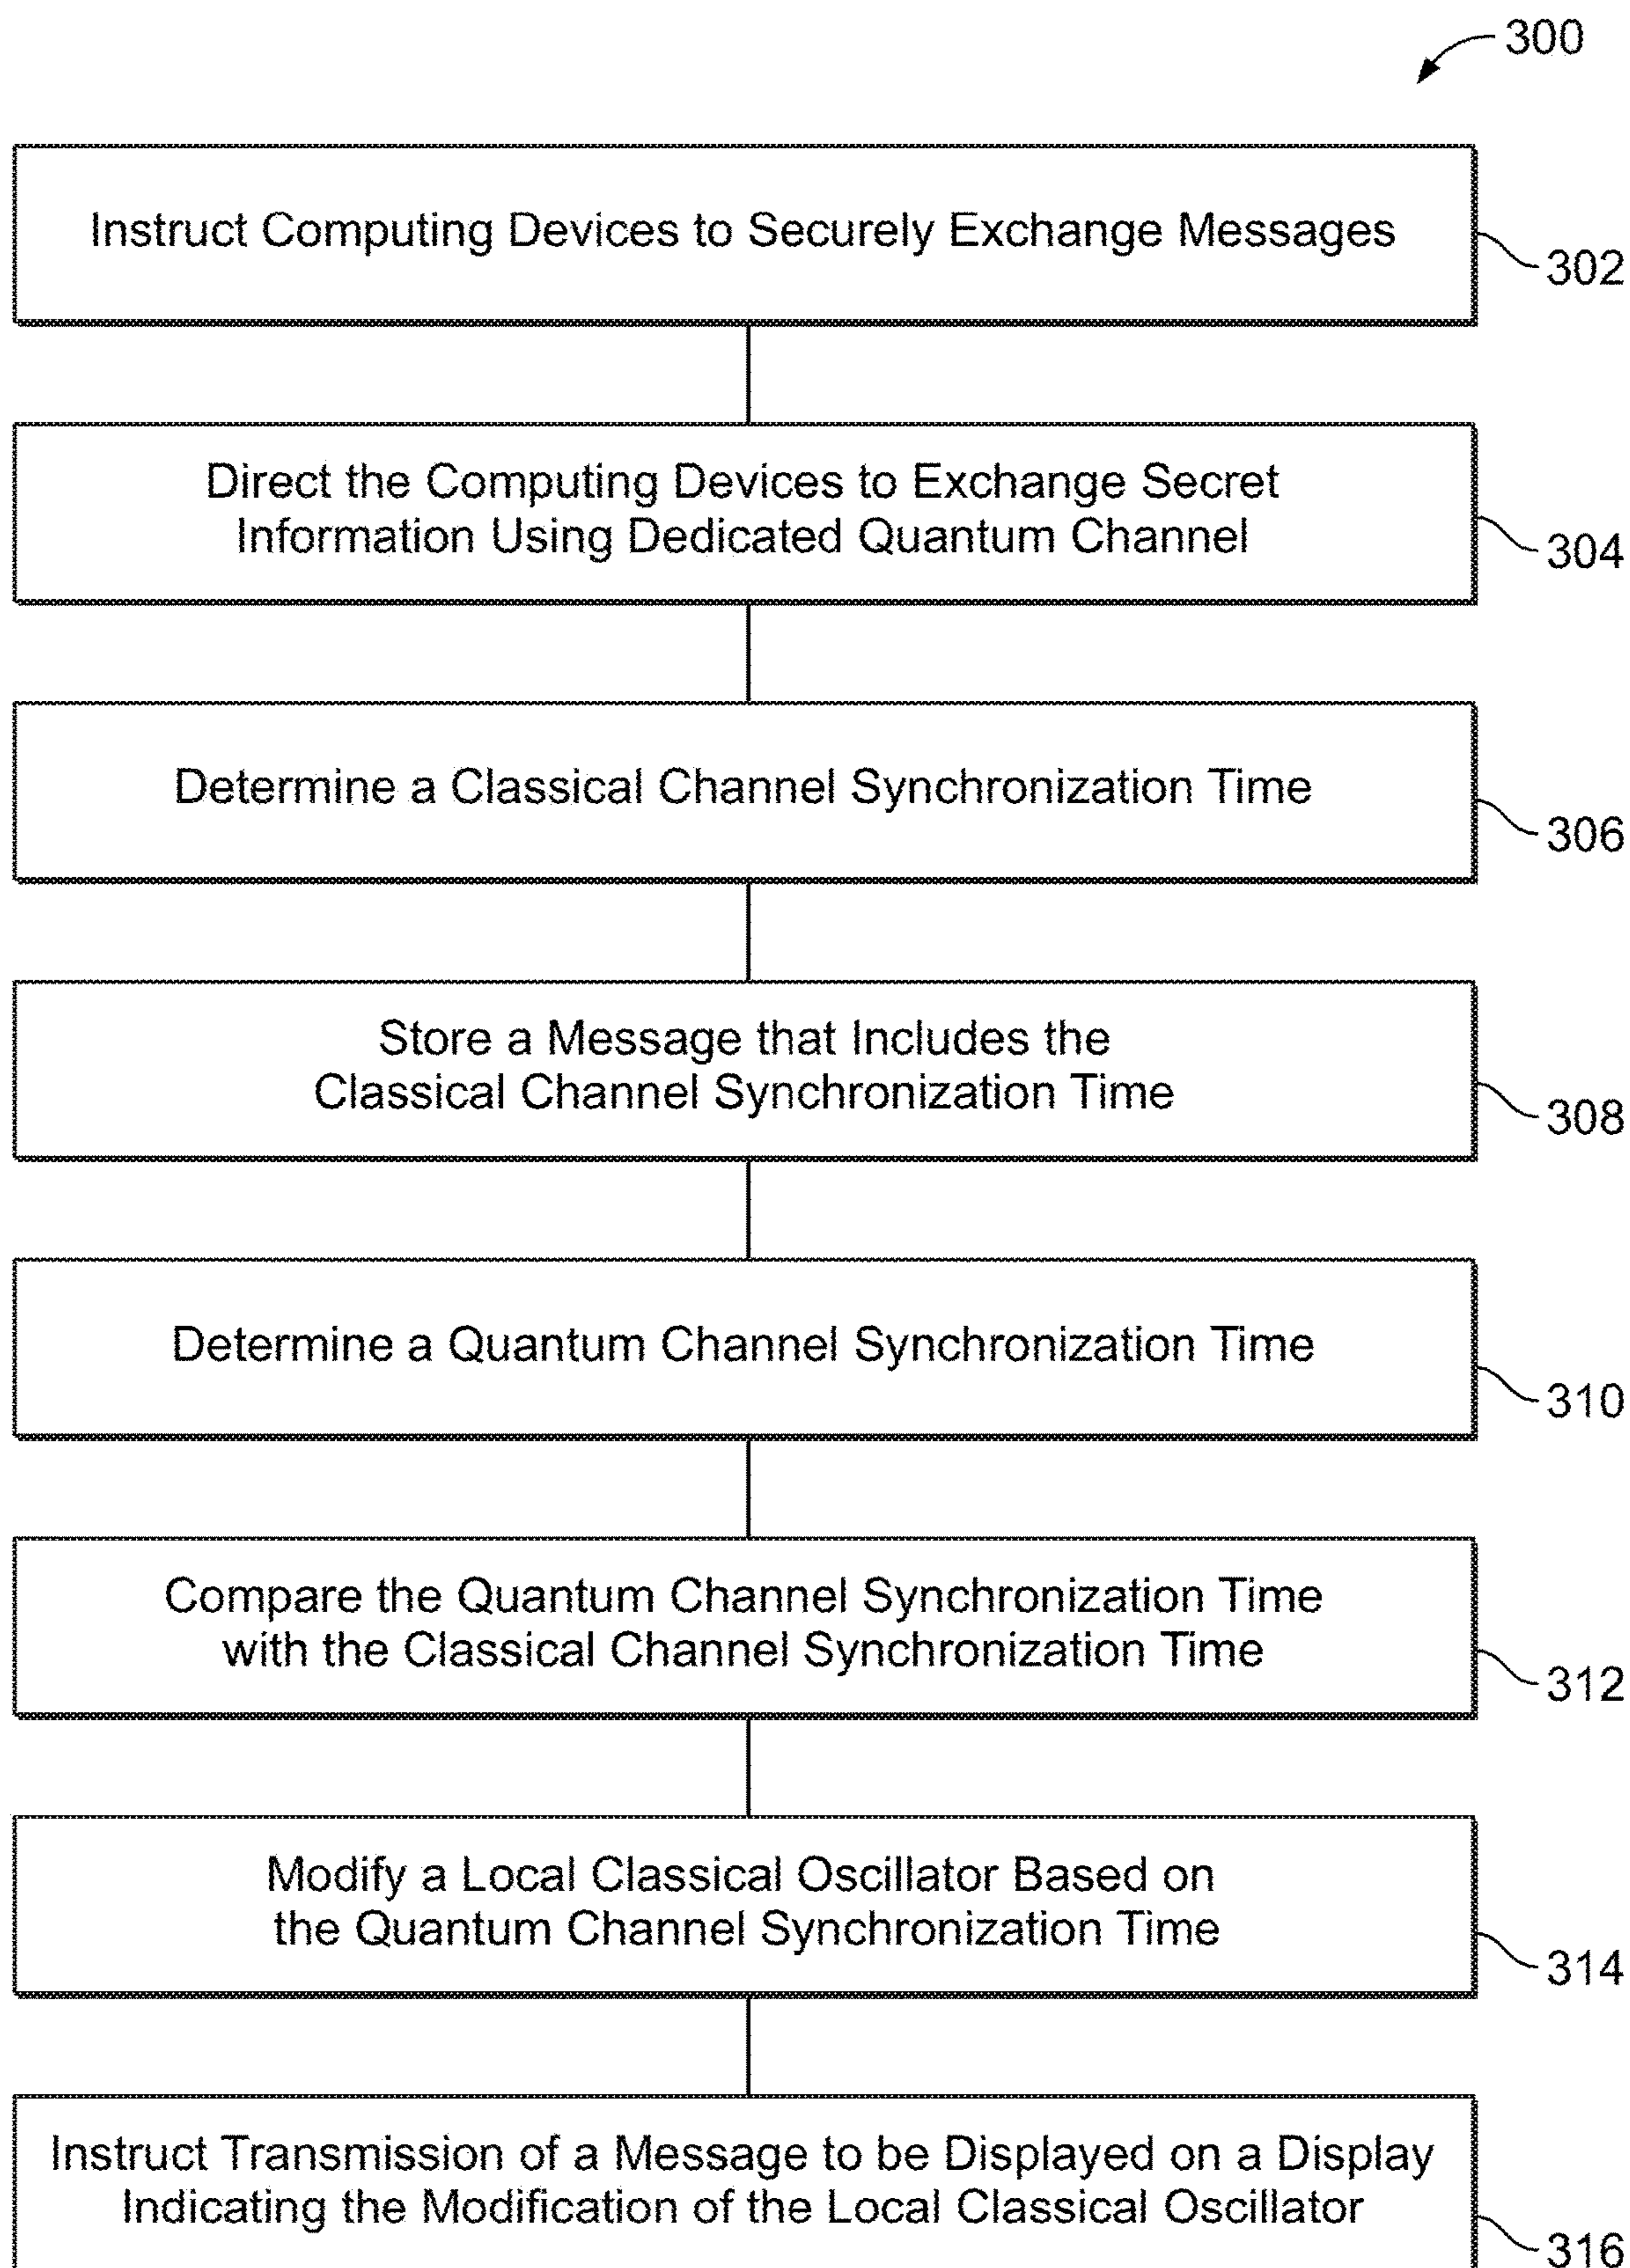 300
Instruct Computing Devices to Securely Exchange Messages
302
Direct the Computing Devices to Exchange Secret
Information Using Dedicated Quantum Channel
304
Determine a Classical Channel Synchronization Time
306
Store a Message that Includes the
Classical Channel Synchronization Time
308
Determine a Quantum Channel Synchronization Time
310
Compare the Quantum Channel Synchronization Time
with the Classical Channel Synchronization Time
312
Modify a Local Classical Oscillator Based on
the Quantum Channel Synchronization Time
314
Instruct Transmission of a Message to be Displayed on a Display
Indicating the Modification of the Local Classical Oscillator
316